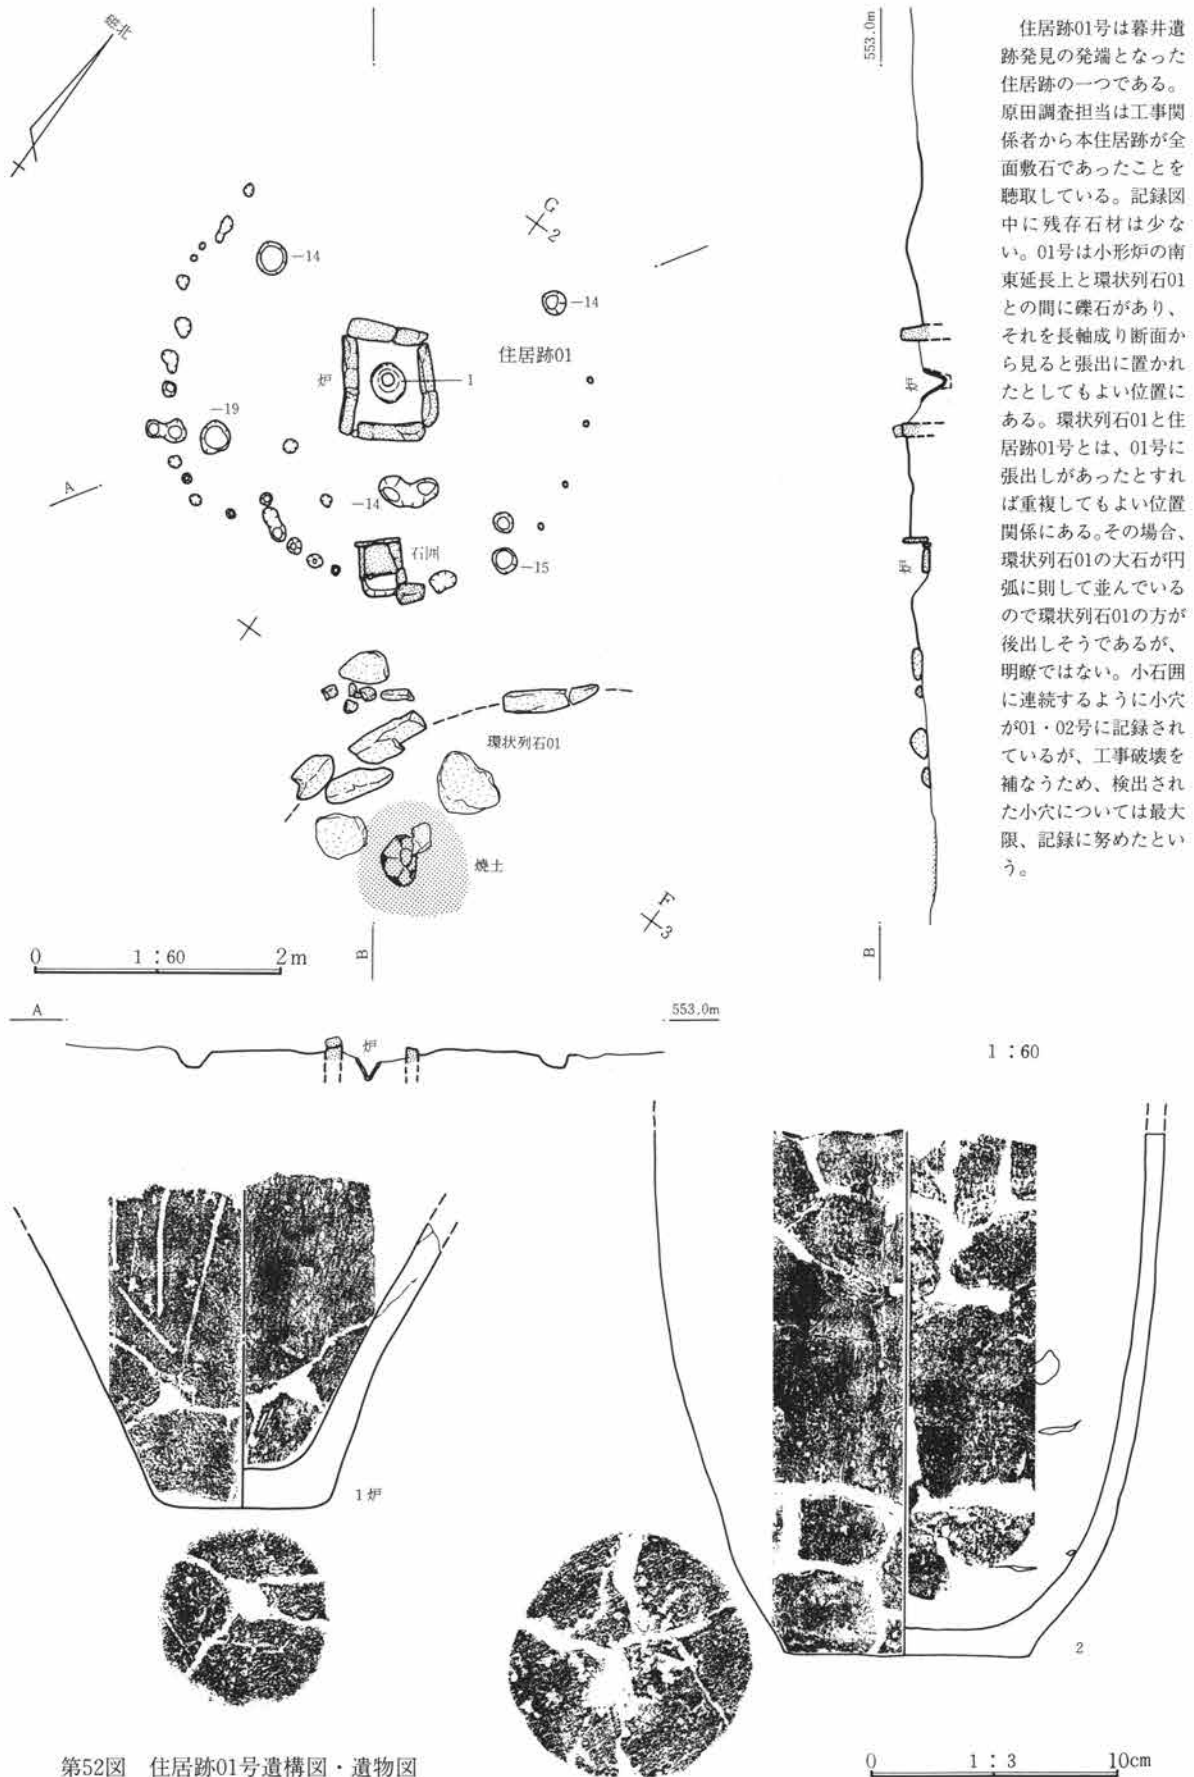 磁北
553.0m
G
2
-14
-14
住居跡01
炉
1
炉
-19
A
-14
石囲
-15
炉
環状列石01
焼土
F
3
B
B
0 1:60 2m
住居跡01号は暮井遺
跡発見の発端となった
住居跡の一つである。
原田調査担当は工事関
係者から本住居跡が全
面敷石であったことを
聴取している。記録図
中に残存石材は少な
い。01号は小形炉の南
東延長上と環状列石01
との間に礫石があり、
それを長軸成り断面か
ら見ると張出に置かれ
たとしてもよい位置に
ある。環状列石01と住
居跡01号とは、01号に
張出しがあったとすれ
ば重複してもよい位置
関係にある。その場合、
環状列石01の大石が円
弧に則して並んでいる
ので環状列石01の方が
後出しそうであるが、
明瞭ではない。小石囲
に連続するように小穴
が01・02号に記録され
ているが、工事破壊を
補なうため、検出され
た小穴については最大
限、記録に努めたとい
う。
A
553.0m
炉
1:60
1炉
2
第52図 住居跡01号遺構図・遺物図
0 1:3 10cm